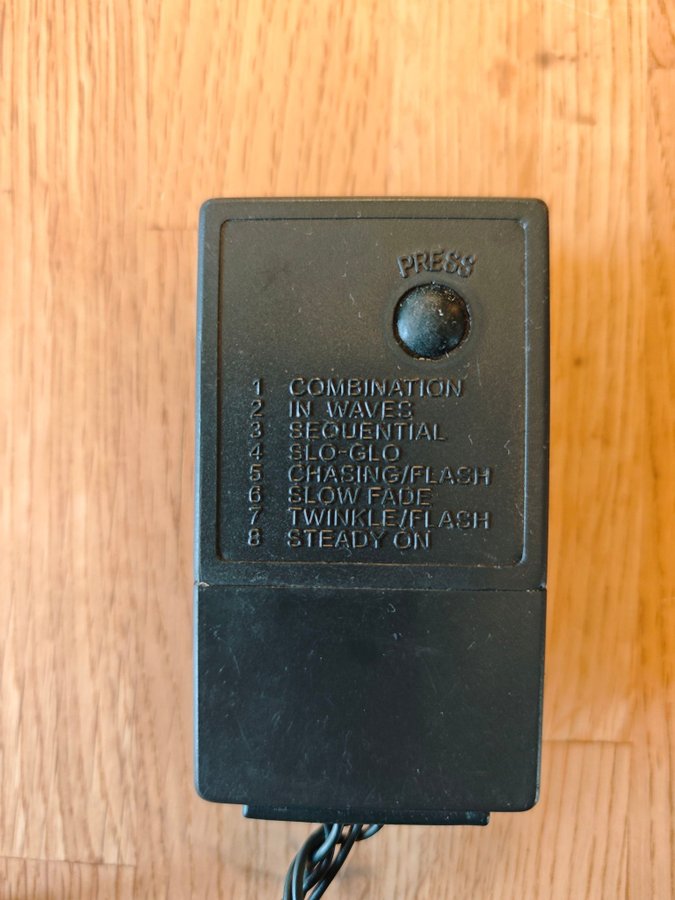 PRESS
1 COMBINATION
2 IN WAVES
3 SEQUENTIAL
4 SLO-GLO
5 CHASING/FLASH
6 SLOW FADE
7 TWINKLE/FLASH
8 STEADY ON